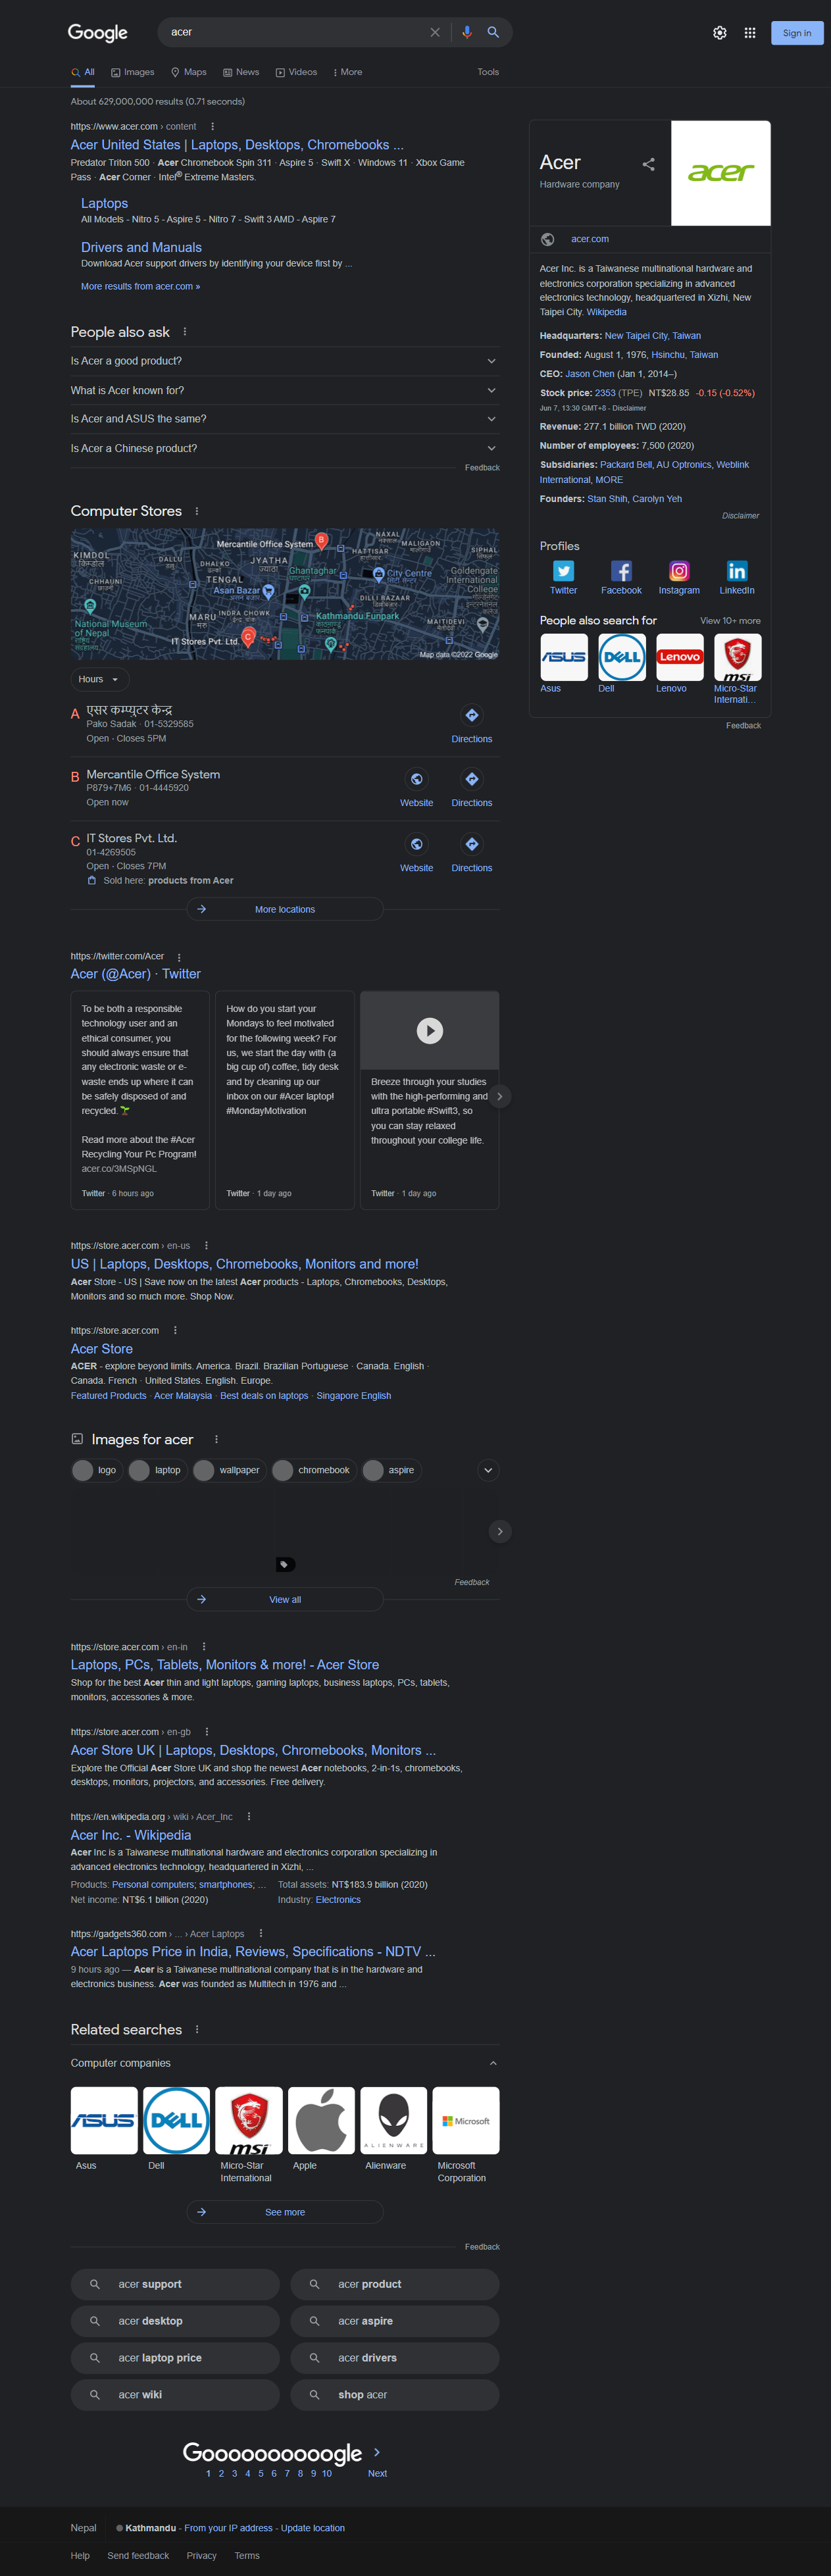 Google
acer
Sign in
All
Images
Maps
News
Videos
More
Tools
About 629,000,000 results (0.71 seconds)
https://www.acer.com › content
Acer United States | Laptops, Desktops, Chromebooks ...
Predator Triton 500 · Acer Chromebook Spin 311 · Aspire 5 · Swift X · Windows 11 · Xbox Game
Pass · Acer Corner · Intel® Extreme Masters.
Laptops
All Models - Nitro 5 - Aspire 5 - Nitro 7 - Swift 3 AMD - Aspire 7
Drivers and Manuals
Download Acer support drivers by identifying your device first by ...
More results from acer.com »
People also ask
Is Acer a good product?
What is Acer known for?
Is Acer and ASUS the same?
Is Acer a Chinese product?
Feedback
Computer Stores
Mercantile Office System
B
NAXAL
KIMDOL
किम्डोल
DALLU
DHALKO
JYATHA
ज्याठा
HATTISAR
MALIGAON
SIPHAL
CHHAUNI
TENGAL
Ghantaghar
City Centre
Goldengate
International
College
Asan Bazar
DILLI BAZAAR
MARU
INDRA CHOWK
National Museum
of Nepal
Kathmandu Funpark
MAITIDEVI
IT Stores Pvt. Ltd.
C
Map data ©2022 Google
Hours
A
एसर कम्प्युटर केन्द्र
Pako Sadak · 01-5329585
Open · Closes 5PM
Directions
B
Mercantile Office System
P879+7M6 · 01-4445920
Open now
Website
Directions
C
IT Stores Pvt. Ltd.
01-4269505
Open · Closes 7PM
Sold here: products from Acer
Website
Directions
More locations
https://twitter.com/Acer
Acer (@Acer) · Twitter
To be both a responsible
technology user and an
ethical consumer, you
should always ensure that
any electronic waste or e-
waste ends up where it can
be safely disposed of and
recycled.
Read more about the #Acer
Recycling Your Pc Program!
acer.co/3MSpNGL
Twitter · 6 hours ago
How do you start your
Mondays to feel motivated
for the following week? For
us, we start the day with (a
big cup of) coffee, tidy desk
and by cleaning up our
inbox on our #Acer laptop!
#MondayMotivation
Twitter · 1 day ago
Breeze through your studies
with the high-performing and
ultra portable #Swift3, so
you can stay relaxed
throughout your college life.
Twitter · 1 day ago
https://store.acer.com › en-us
US | Laptops, Desktops, Chromebooks, Monitors and more!
Acer Store - US | Save now on the latest Acer products - Laptops, Chromebooks, Desktops,
Monitors and so much more. Shop Now.
https://store.acer.com
Acer Store
ACER - explore beyond limits. America. Brazil. Brazilian Portuguese · Canada. English ·
Canada. French · United States. English. Europe.
Featured Products · Acer Malaysia · Best deals on laptops · Singapore English
Images for acer
logo
laptop
wallpaper
chromebook
aspire
Feedback
View all
https://store.acer.com › en-in
Laptops, PCs, Tablets, Monitors & more! - Acer Store
Shop for the best Acer thin and light laptops, gaming laptops, business laptops, PCs, tablets,
monitors, accessories & more.
https://store.acer.com › en-gb
Acer Store UK | Laptops, Desktops, Chromebooks, Monitors ...
Explore the Official Acer Store UK and shop the newest Acer notebooks, 2-in-1s, chromebooks,
desktops, monitors, projectors, and accessories. Free delivery.
https://en.wikipedia.org › wiki › Acer_Inc
Acer Inc. - Wikipedia
Acer Inc is a Taiwanese multinational hardware and electronics corporation specializing in
advanced electronics technology, headquartered in Xizhi, ...
Products: Personal computers; smartphones; ... Total assets: NT$183.9 billion (2020)
Net income: NT$6.1 billion (2020) Industry: Electronics
https://gadgets360.com › ... › Acer Laptops
Acer Laptops Price in India, Reviews, Specifications - NDTV ...
9 hours ago — Acer is a Taiwanese multinational company that is in the hardware and
electronics business. Acer was founded as Multitech in 1976 and ...
Related searches
Computer companies
ASUS
DELL
msi
ALIENWARE
Microsoft
Asus
Dell
Micro-Star
International
Apple
Alienware
Microsoft
Corporation
See more
Feedback
acer support
acer product
acer desktop
acer aspire
acer laptop price
acer drivers
acer wiki
shop acer
Goooooooooogle
1 2 3 4 5 6 7 8 9 10
Next
Acer
Hardware company
acer
acer.com
Acer Inc. is a Taiwanese multinational hardware and
electronics corporation specializing in advanced
electronics technology, headquartered in Xizhi, New
Taipei City. Wikipedia
Headquarters: New Taipei City, Taiwan
Founded: August 1, 1976, Hsinchu, Taiwan
CEO: Jason Chen (Jan 1, 2014–)
Stock price: 2353 (TPE) NT$28.85 -0.15 (-0.52%)
Jun 7, 13:30 GMT+8 - Disclaimer
Revenue: 277.1 billion TWD (2020)
Number of employees: 7,500 (2020)
Subsidiaries: Packard Bell, AU Optronics, Weblink
International, MORE
Founders: Stan Shih, Carolyn Yeh
Disclaimer
Profiles
Twitter
Facebook
Instagram
LinkedIn
People also search for
View 10+ more
ASUS
DELL
Lenovo
msi
Asus
Dell
Lenovo
Micro-Star
Internati...
Feedback
Nepal
Kathmandu - From your IP address - Update location
Help
Send feedback
Privacy
Terms